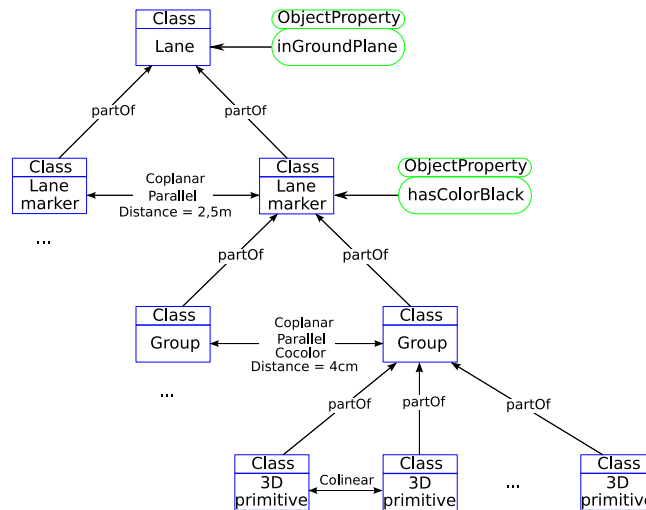 Class
Lane
ObjectProperty
inGroundPlane
partOf
partOf
Class
Lane
marker
...
Coplanar
Parallel
Distance = 2,5m
Class
Lane
marker
ObjectProperty
hasColorBlack
partOf
partOf
Class
Group
...
Coplanar
Parallel
Cocolor
Distance = 4cm
Class
Group
partOf
partOf
partOf
Class
3D
primitive
Colinear
Class
3D
primitive
...
Class
3D
primitive